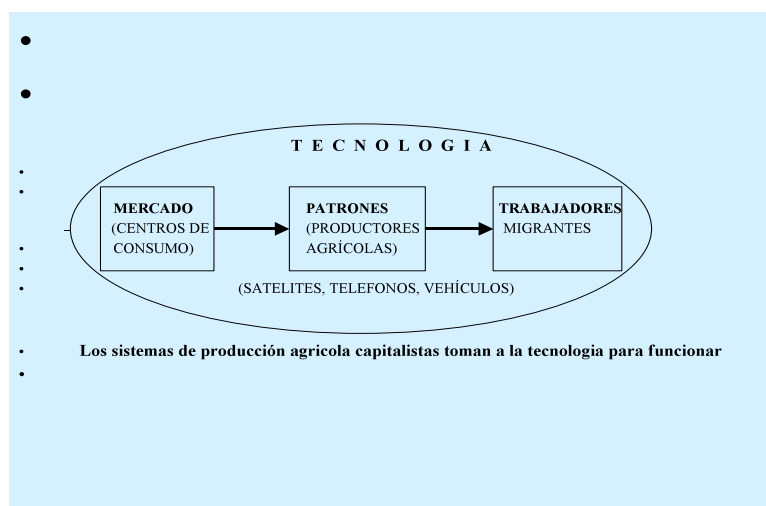 T E C N O L O G I A
MERCADO
(CENTROS DE
CONSUMO)
PATRONES
(PRODUCTORES
AGRÍCOLAS)
TRABAJADORES
MIGRANTES
(SATELITES, TELEFONOS, VEHÍCULOS)
Los sistemas de producción agricola capitalistas toman a la tecnologia para funcionar